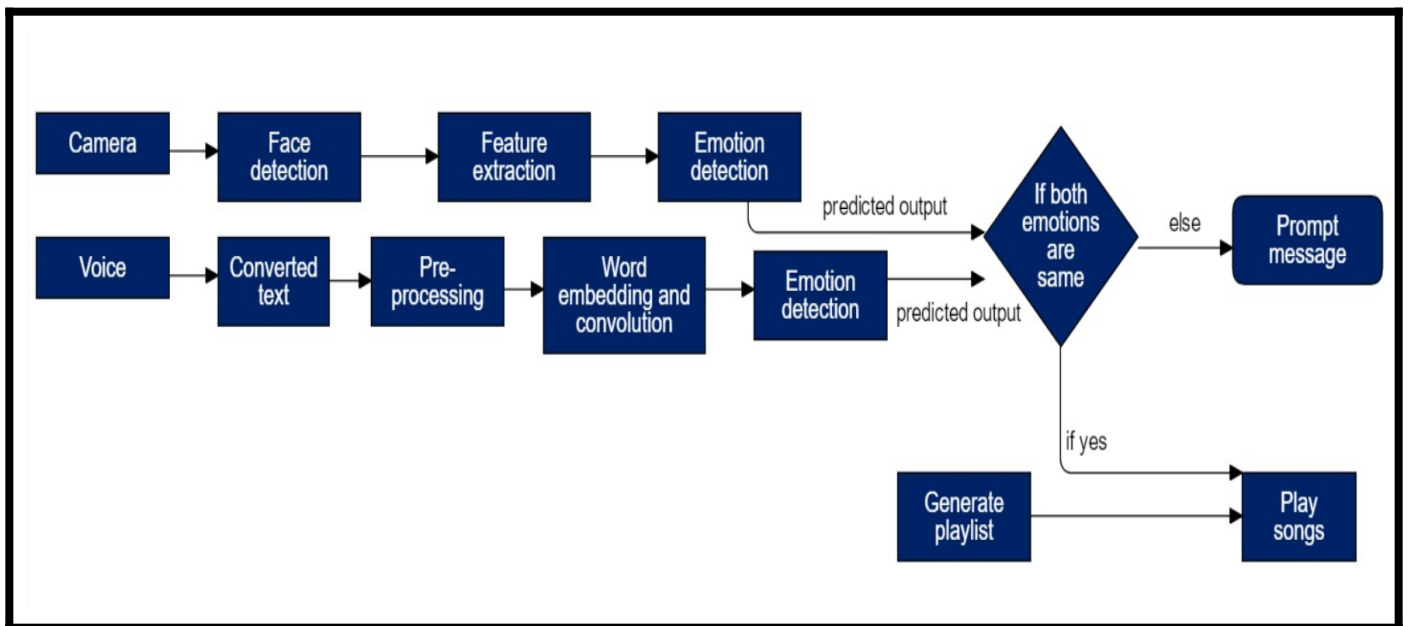 Camera
Face
detection
Feature
extraction
Emotion
detection
predicted output
If both
emotions
are
same
else
Prompt
message
Voice
Converted
text
Pre-
processing
Word
embedding and
convolution
Emotion
detection
predicted output
if yes
Generate
playlist
Play
songs